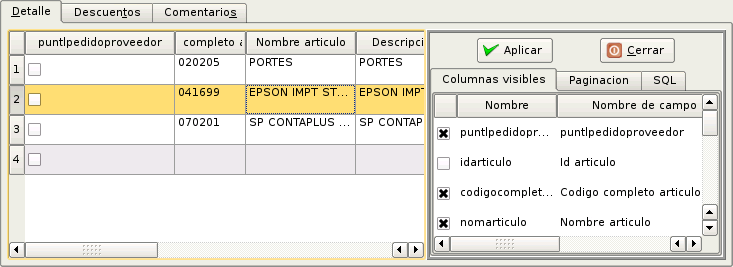 Detalle Descuentos Comentarios
puntlpedidoproveedor completo a Nombre articulo Descripci
1 020205 PORTES PORTES
2 041699 EPSON IMPT ST... EPSON IMPT
3 070201 SP CONTAPLUS ... SP CONTAP
4
Aplicar Cerrar
Columnas visibles Paginacion SQL
Nombre Nombre de campo
puntlpedidopr... puntlpedidoproveedor
idarticulo Id articulo
codigocomplet... Codigo completo articulo
nomarticulo Nombre articulo